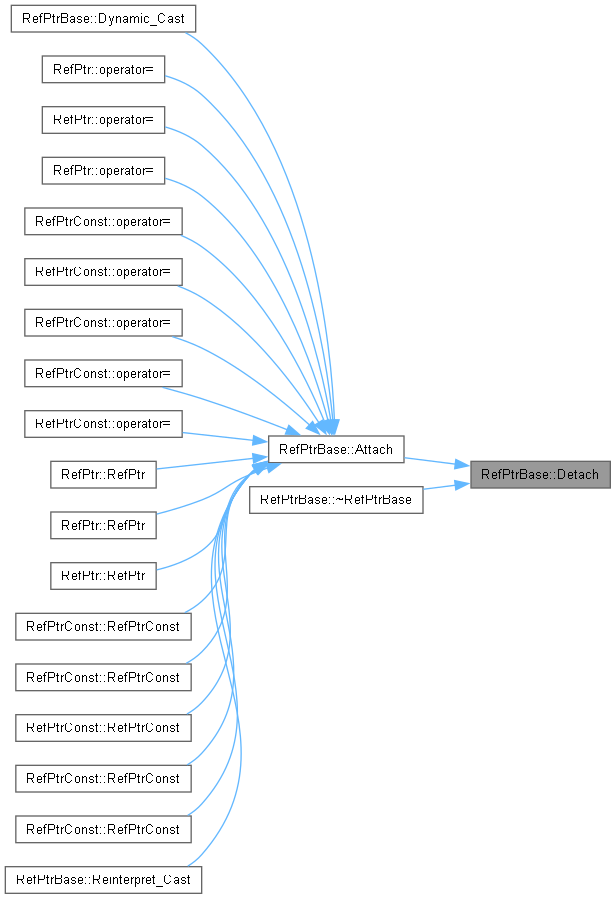 RefPtrBase::Dynamic_Cast
RefPtr::operator=
RefPtr::operator=
RefPtr::operator=
RefPtrConst::operator=
RefPtrConst::operator=
RefPtrConst::operator=
RefPtrConst::operator=
RefPtrConst::operator=
RefPtrBase::Attach
RefPtr::RefPtr
RefPtrBase::Detach
RefPtrBase::~RefPtrBase
RefPtr::RefPtr
RefPtr::RefPtr
RefPtrConst::RefPtrConst
RefPtrConst::RefPtrConst
RefPtrConst::RefPtrConst
RefPtrConst::RefPtrConst
RefPtrConst::RefPtrConst
RefPtrBase::Reinterpret_Cast